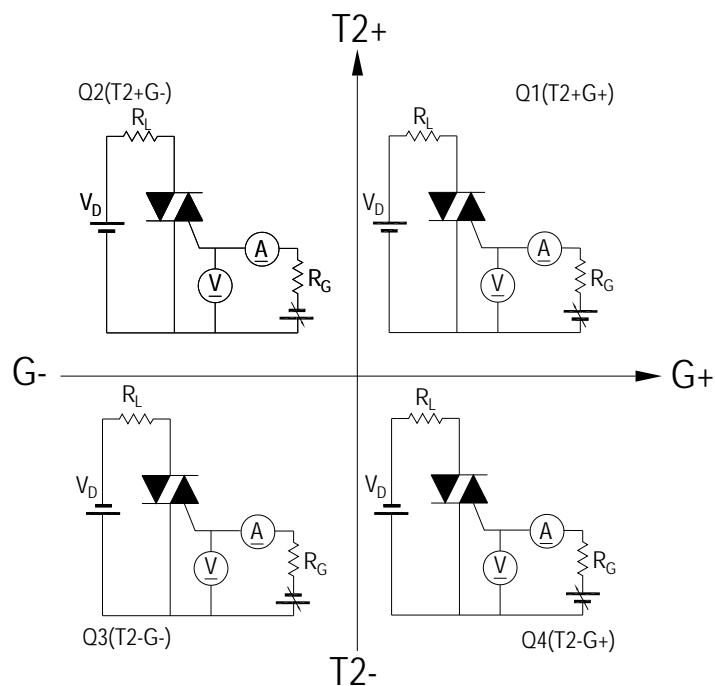 T2+
Q2(T2+G-)
RL
VD
A
V
RG
Q1(T2+G+)
RL
VD
A
V
RG
G-
G+
RL
VD
A
V
RG
Q3(T2-G-)
RL
VD
A
V
RG
Q4(T2-G+)
T2-